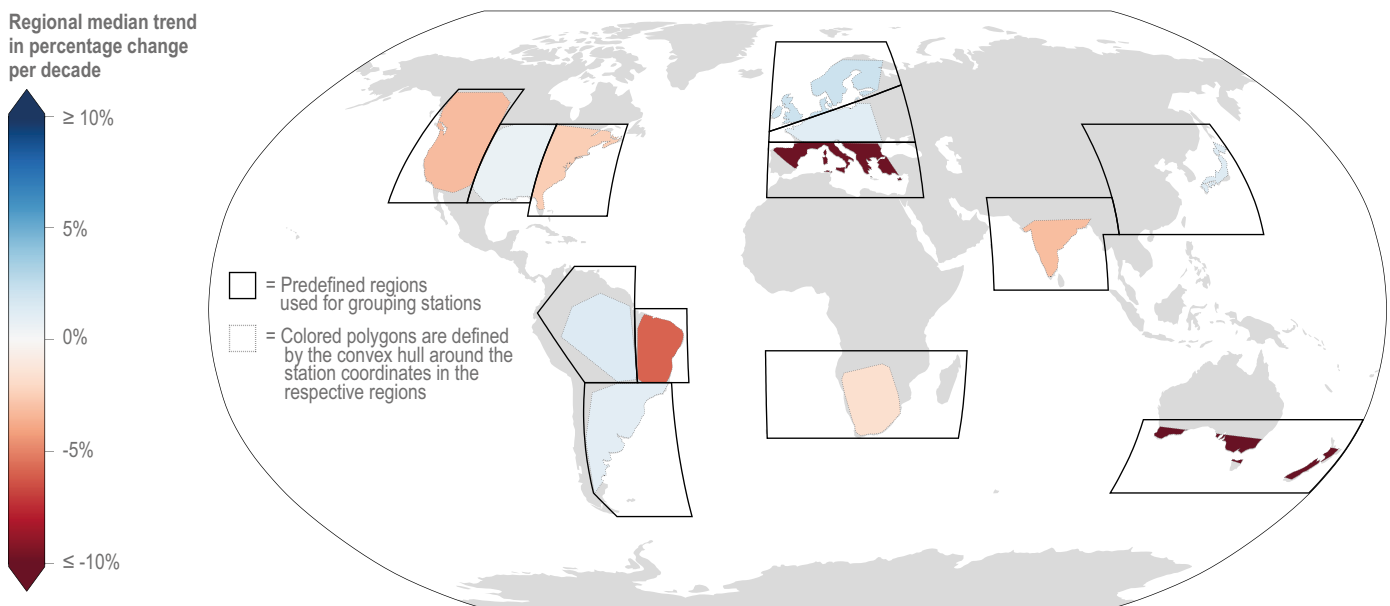 Regional median trend
in percentage change
per decade
≥ 10%
5%
0%
-5%
≤ -10%
= Predefined regions
used for grouping stations
= Colored polygons are defined
by the convex hull around the
station coordinates in the
respective regions